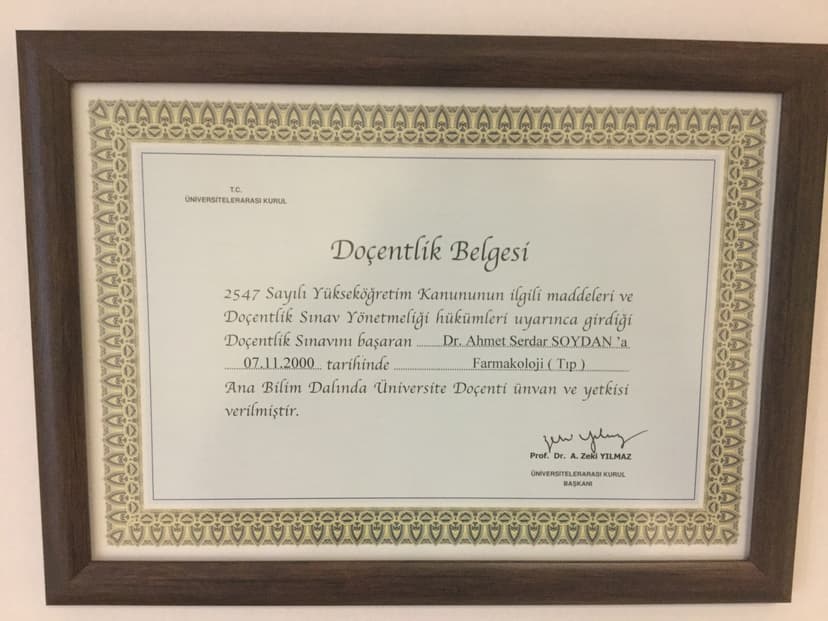 T.C.
ÜNİVERSİTELERARASI KURUL
Doçentlik Belgesi
2547 Sayılı Yükseköğretim Kanununun ilgili maddeleri ve
Doçentlik Sınav Yönetmeliği hükümleri uyarınca girdiği
Doçentlik Sınavını başaran ........ Dr. Ahmet Serdar SOYDAN 'a
07.11.2000 tarihinde ........ Farmakoloji ( Tıp )
Ana Bilim Dalında Üniversite Doçenti ünvan ve yetkisi
verilmiştir.
Prof. Dr. A. Zeki YILMAZ
ÜNİVERSİTELERARASI KURUL
BAŞKANI